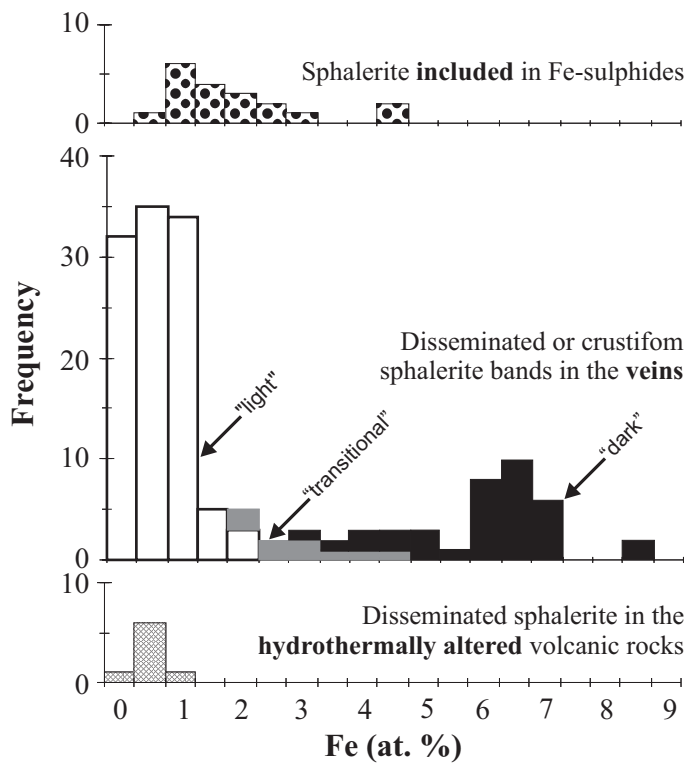 10
Sphalerite included in Fe-sulphides
0
40
30
Frequency
Disseminated or crustifom
sphalerite bands in the veins
20
"light"
"transitional"
"dark"
10
0
10
Disseminated sphalerite in the
hydrothermally altered volcanic rocks
0
0 1 2 3 4 5 6 7 8 9
Fe (at. %)